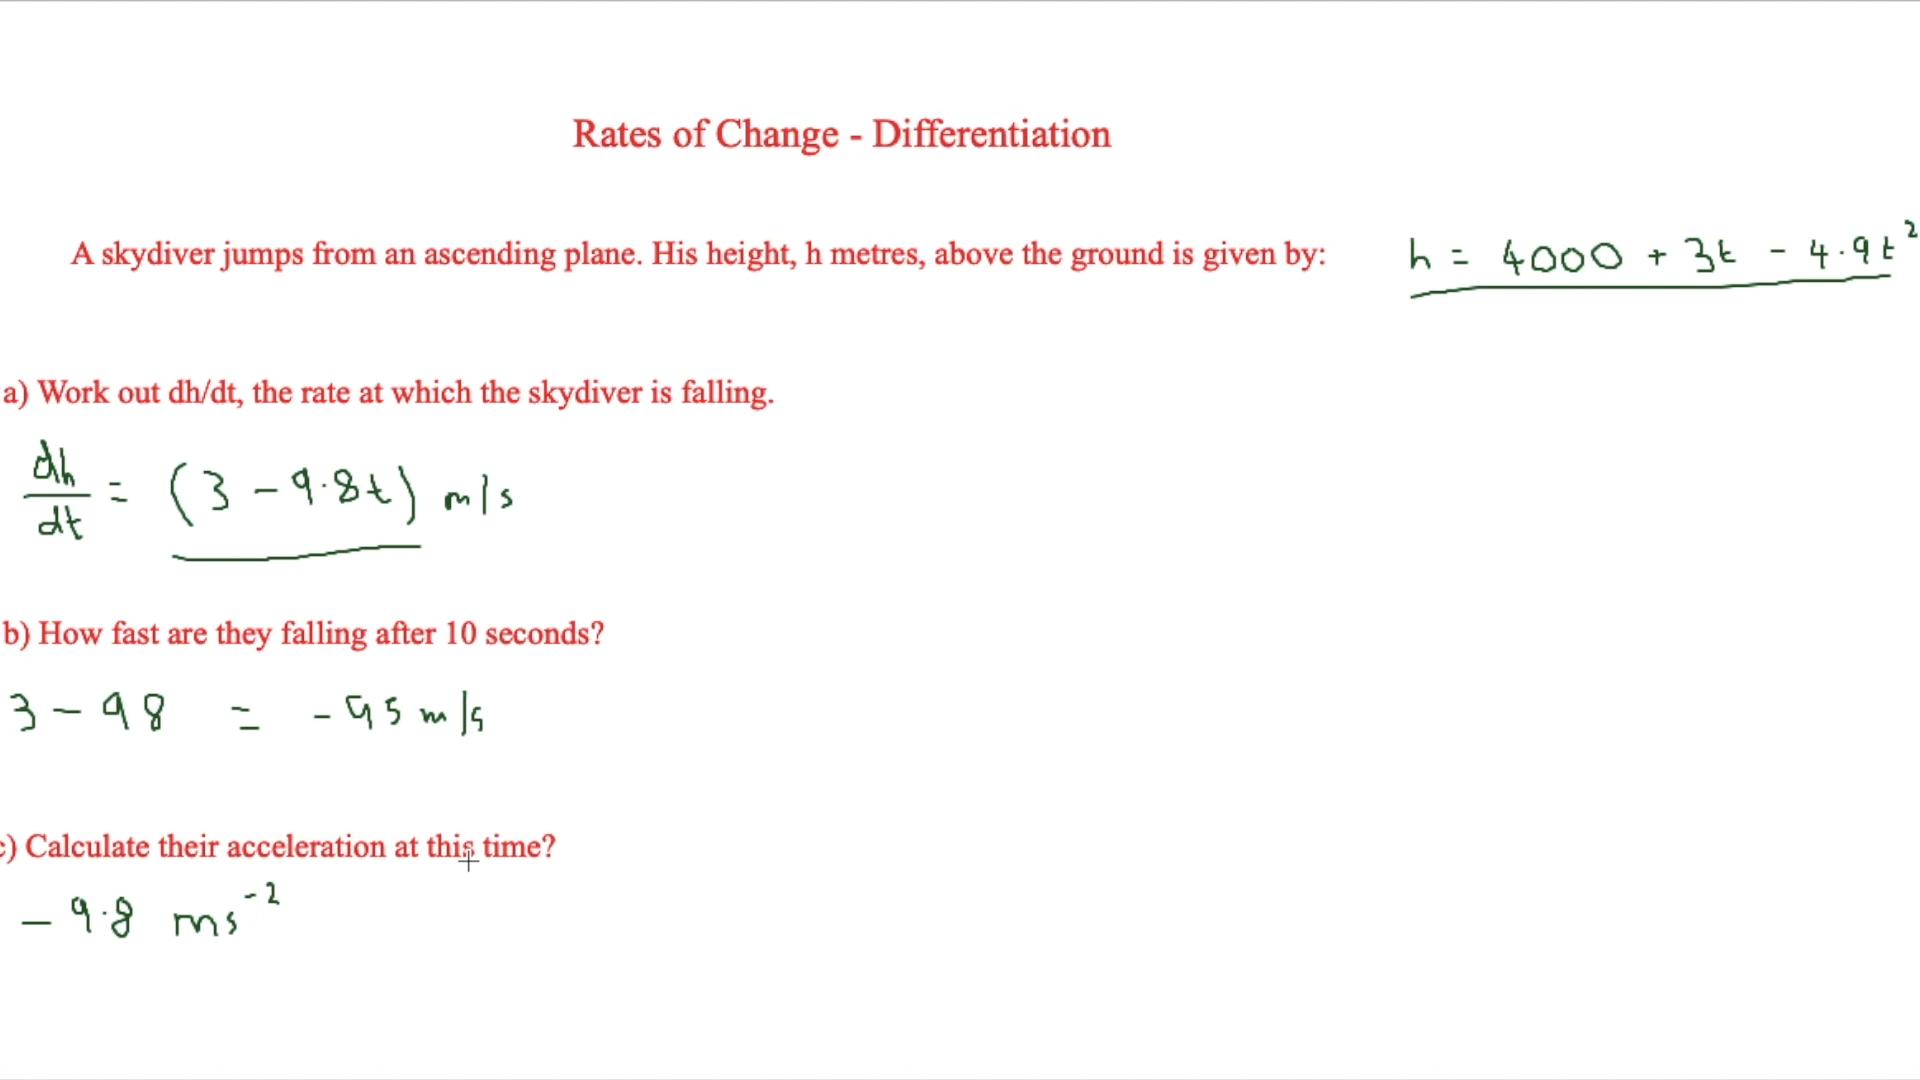 Rates of Change - Differentiation
A skydiver jumps from an ascending plane. His height, h metres, above the ground is given by: h = 4000 + 3t - 4.9t²
a) Work out dh/dt, the rate at which the skydiver is falling.
dh/dt = (3 - 9.8t) m/s
b) How fast are they falling after 10 seconds?
3 - 98 = -95 m/s
c) Calculate their acceleration at this time?
- 9.8 ms⁻²